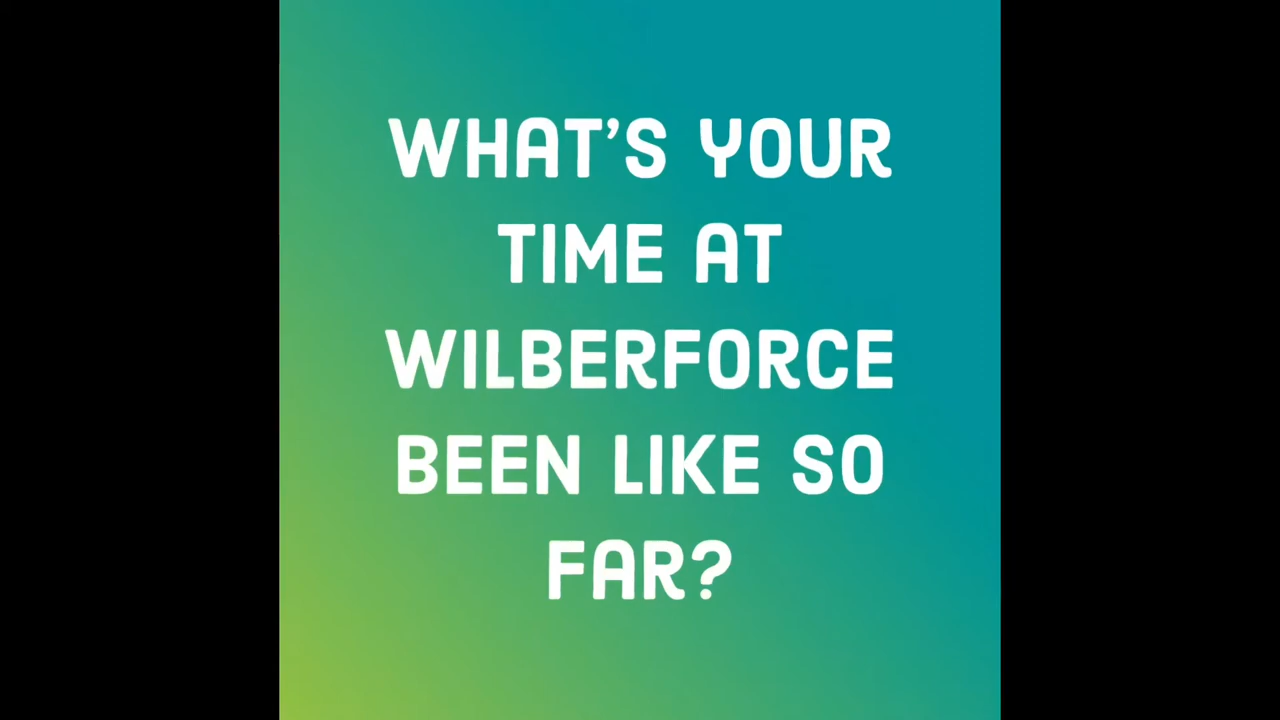 WHAT'S YOUR
TIME AT
WILBERFORCE
BEEN LIKE SO
FAR?